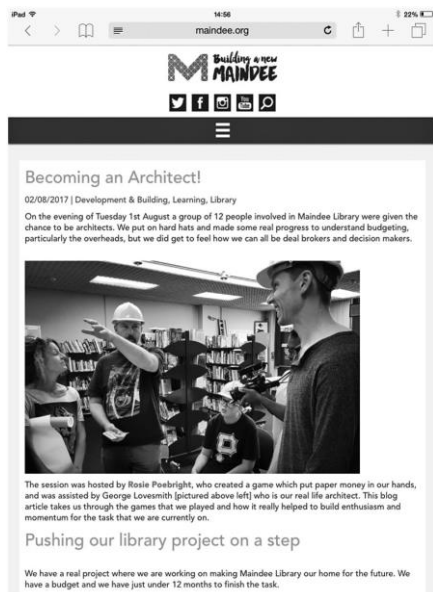 iPad
14:56
22%
maindee.org
Building a new
MAINDEE
You
Tube
Becoming an Architect!
02/08/2017 | Development & Building, Learning, Library
On the evening of Tuesday 1st August a group of 12 people involved in Maindee Library were given the
chance to be architects. We put on hard hats and made some real progress to understand budgeting,
particularly the overheads, but we did get to feel how we can all be deal brokers and decision makers.
The session was hosted by Rosie Poebright, who created a game which put paper money in our hands,
and was assisted by George Lovesmith [pictured above left] who is our real life architect. This blog
article takes us through the games that we played and how it really helped to build enthusiasm and
momentum for the task that we are currently on.
Pushing our library project on a step
We have a real project where we are working on making Maindee Library our home for the future. We
have a budget and we have just under 12 months to finish the task.